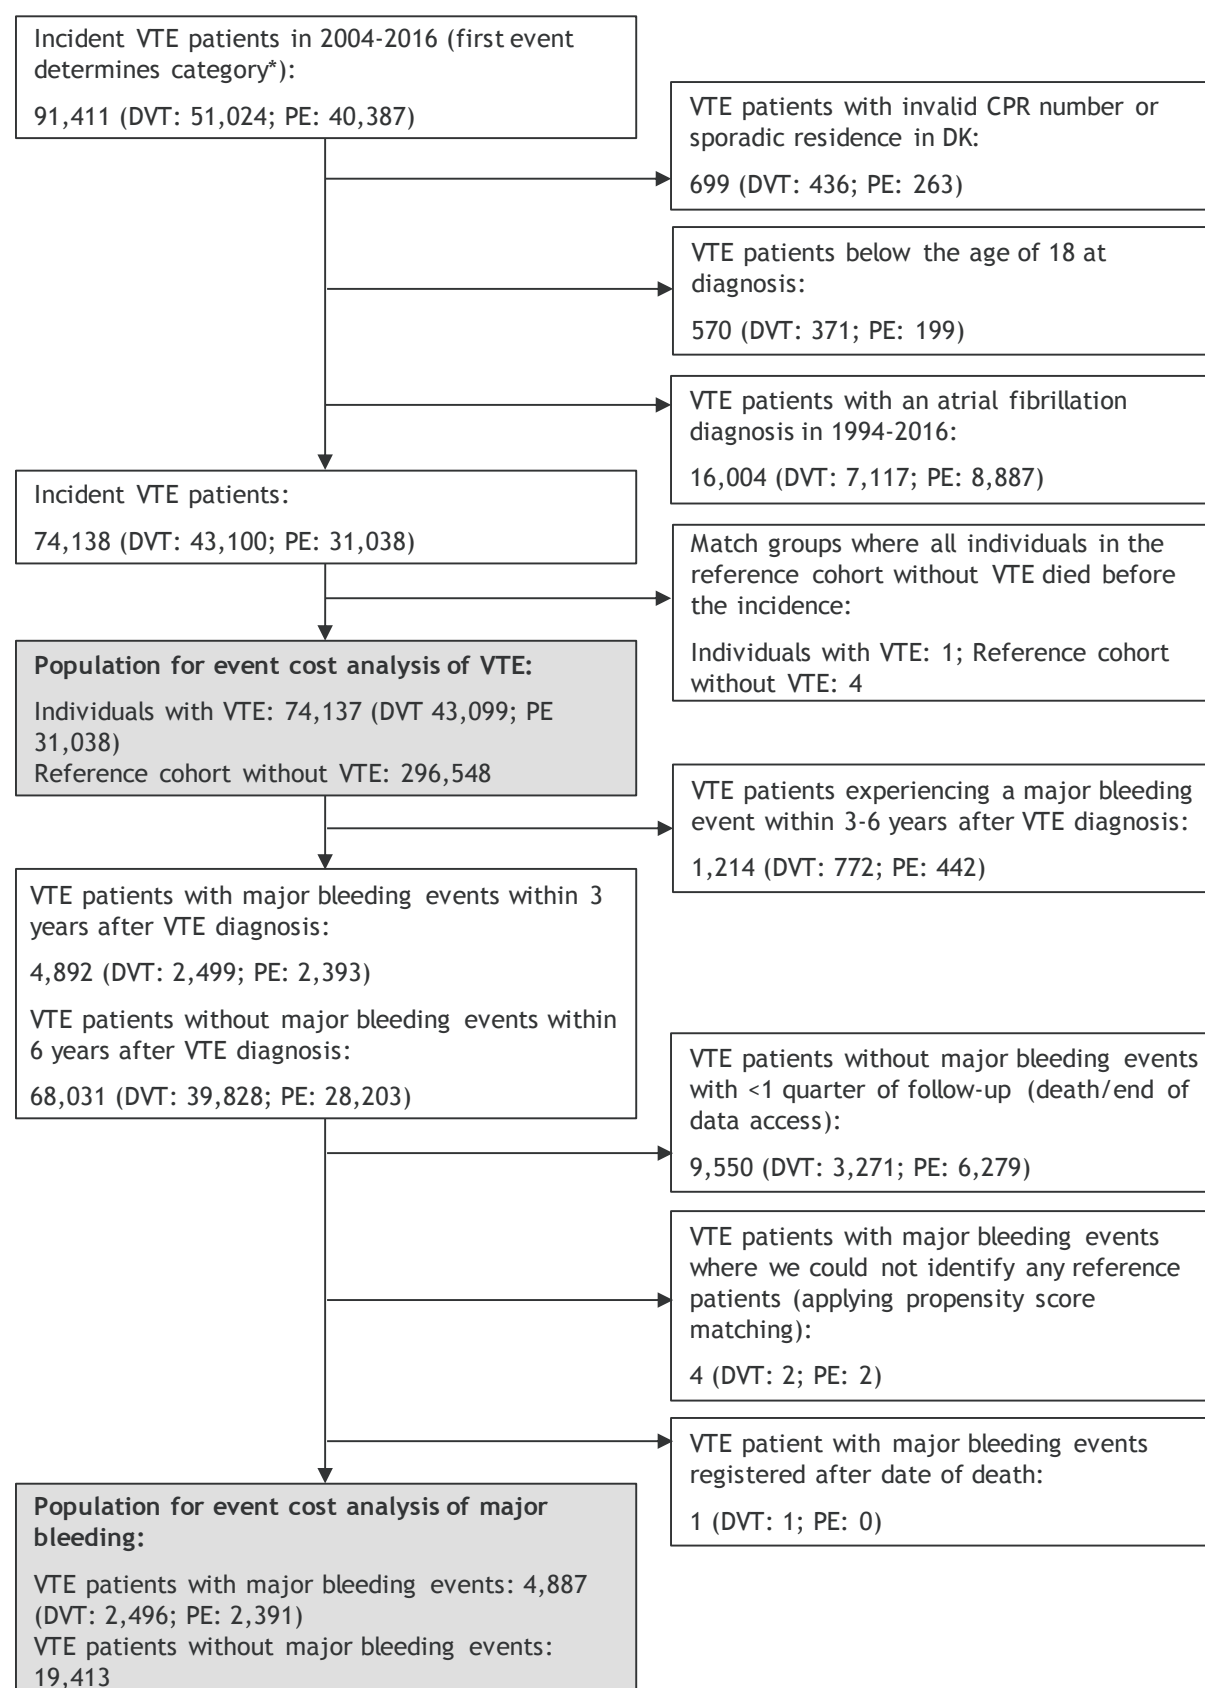 Incident VTE patients in 2004-2016 (first event
determines category*):
91,411 (DVT: 51,024; PE: 40,387)
VTE patients with invalid CPR number or
sporadic residence in DK:
699 (DVT: 436; PE: 263)
VTE patients below the age of 18 at
diagnosis:
570 (DVT: 371; PE: 199)
VTE patients with an atrial fibrillation
diagnosis in 1994-2016:
16,004 (DVT: 7,117; PE: 8,887)
Incident VTE patients:
74,138 (DVT: 43,100; PE: 31,038)
Match groups where all individuals in the
reference cohort without VTE died before
the incidence:
Individuals with VTE: 1; Reference cohort
without VTE: 4
Population for event cost analysis of VTE:
Individuals with VTE: 74,137 (DVT 43,099; PE
31,038)
Reference cohort without VTE: 296,548
VTE patients experiencing a major bleeding
event within 3-6 years after VTE diagnosis:
1,214 (DVT: 772; PE: 442)
VTE patients with major bleeding events within 3
years after VTE diagnosis:
4,892 (DVT: 2,499; PE: 2,393)
VTE patients without major bleeding events within
6 years after VTE diagnosis:
68,031 (DVT: 39,828; PE: 28,203)
VTE patients without major bleeding events
with <1 quarter of follow-up (death/end of
data access):
9,550 (DVT: 3,271; PE: 6,279)
VTE patients with major bleeding events
where we could not identify any reference
patients (applying propensity score
matching):
4 (DVT: 2; PE: 2)
VTE patient with major bleeding events
registered after date of death:
1 (DVT: 1; PE: 0)
Population for event cost analysis of major
bleeding:
VTE patients with major bleeding events: 4,887
(DVT: 2,496; PE: 2,391)
VTE patients without major bleeding events:
19,413